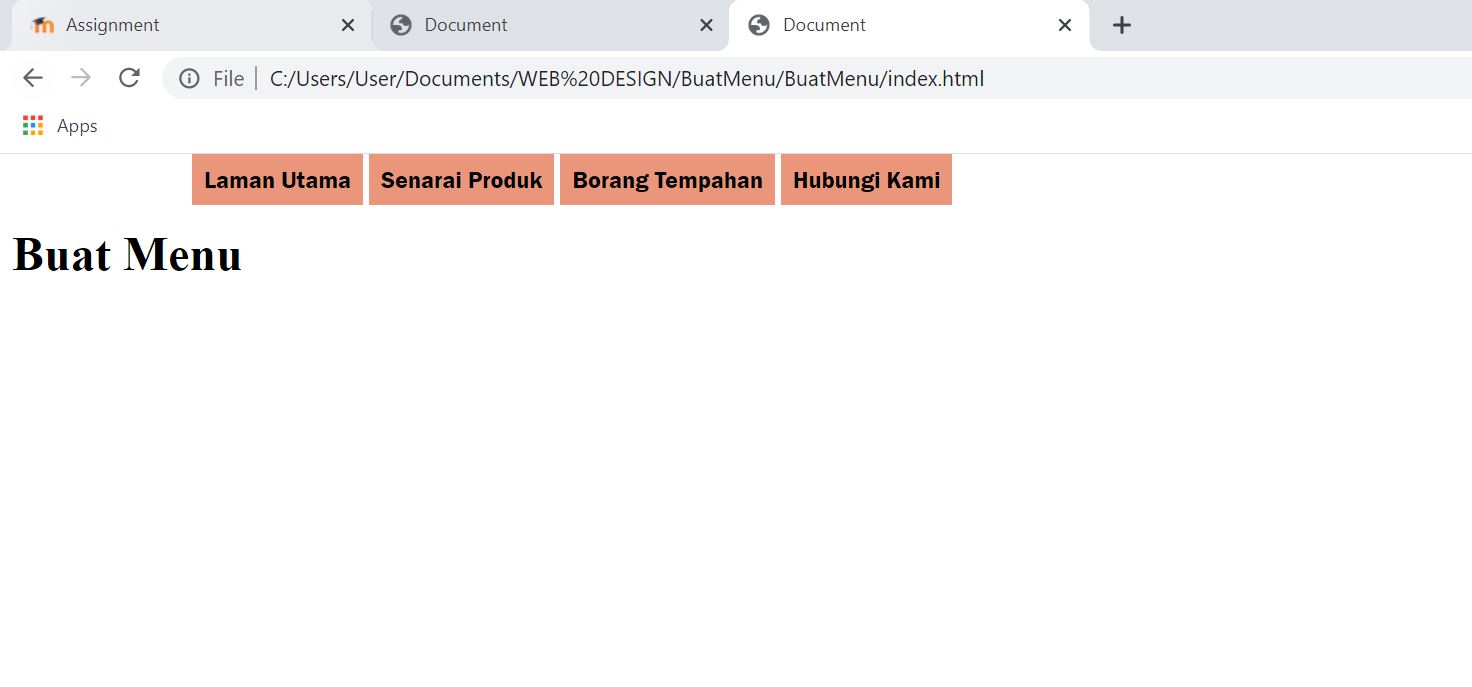 Assignment Document Document
File C:/Users/User/Documents/WEB%20DESIGN/BuatMenu/BuatMenu/index.html
Apps
Laman Utama Senarai Produk Borang Tempahan Hubungi Kami
Buat Menu